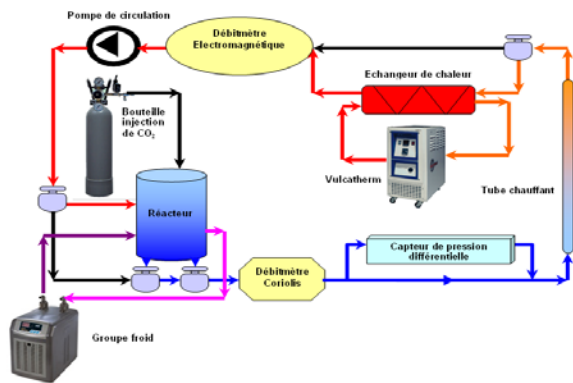 Pompe de circulation
Débitmètre
Electromagnétique
Echangeur de chaleur
Bouteille
injection
de CO₂
Vulcatherm
Tube chauffant
Réacteur
Capteur de pression
différentielle
Débitmètre
Coriolis
Groupe froid